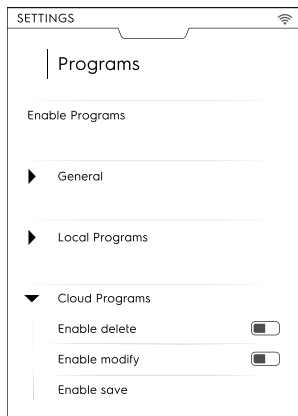 SETTINGS
Programs
Enable Programs
General
Local Programs
Cloud Programs
Enable delete
Enable modify
Enable save